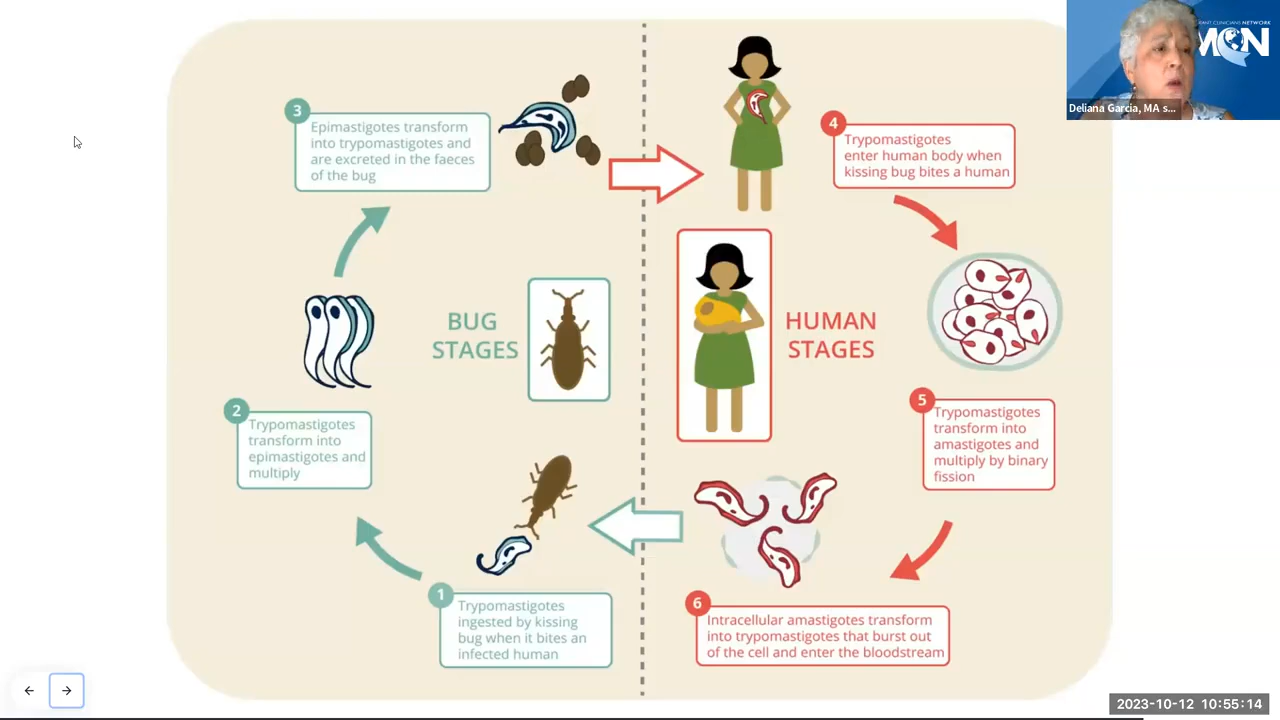 3
Epimastigotes transform
into trypomastigotes and
are excreted in the faeces
of the bug
4
Trypomastigotes
enter human body when
kissing bug bites a human
BUG
STAGES
HUMAN
STAGES
2
Trypomastigotes
transform into
epimastigotes and
multiply
5
Trypomastigotes
transform into
amastigotes and
multiply by binary
fission
1
Trypomastigotes
ingested by kissing
bug when it bites an
infected human
6
Intracellular amastigotes transform
into trypomastigotes that burst out
of the cell and enter the bloodstream
CLINICIANS NETWORK
Deliana Garcia, MA s...
2023-10-12 10:55:14